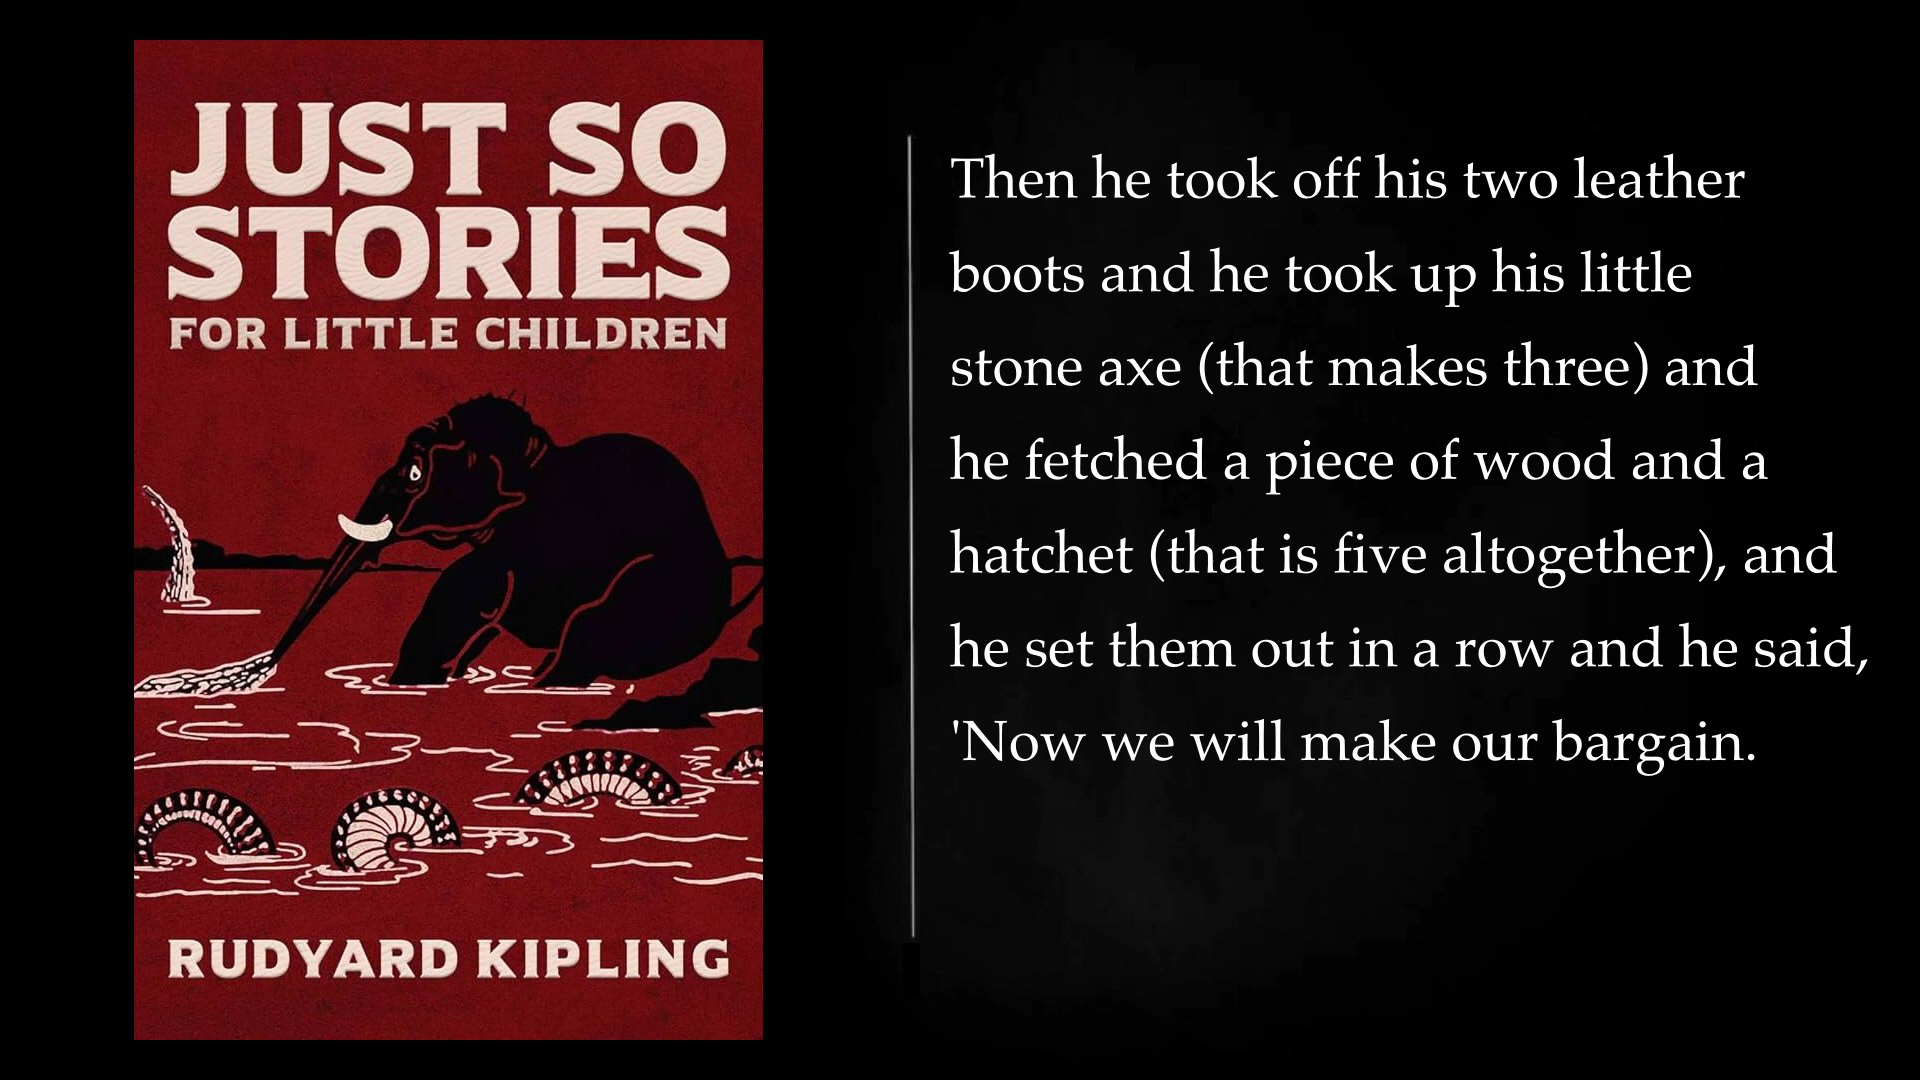 JUST SO
STORIES
FOR LITTLE CHILDREN
RUDYARD KIPLING
Then he took off his two leather
boots and he took up his little
stone axe (that makes three) and
he fetched a piece of wood and a
hatchet (that is five altogether), and
he set them out in a row and he said,
'Now we will make our bargain.